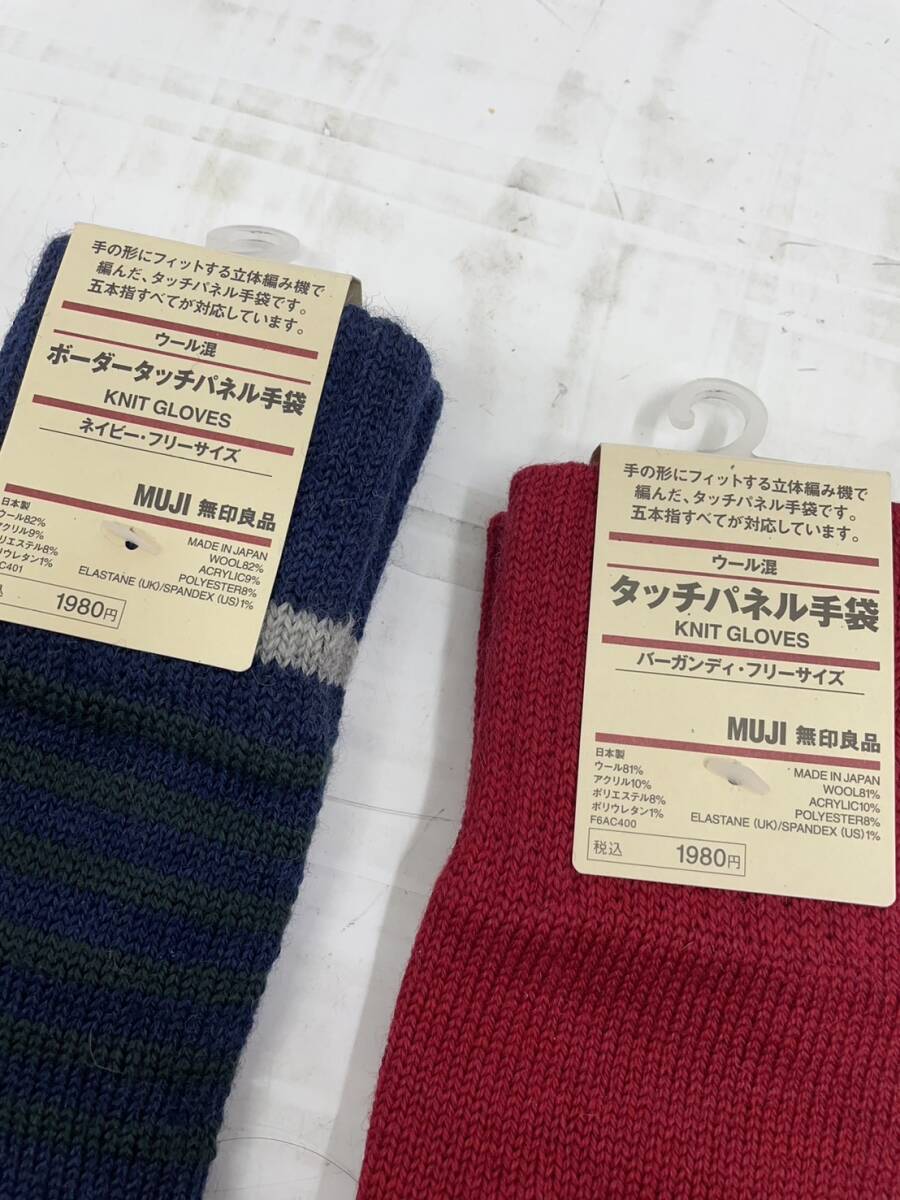 手の形にフィットする立体編み機で
編んだ、タッチパネル手袋です。
五本指すべてが対応しています。
ウール混
ボーダータッチパネル手袋
KNIT GLOVES
ネイビー・フリーサイズ
MUJI 無印良品
日本製
ウール82%
アクリル9%
リエステル8%
リウレタン1%
C401
MADE IN JAPAN
WOOL82%
ACRYLIC9%
POLYESTER8%
ELASTANE (UK)/SPANDEX (US)1%
込 1980円
手の形にフィットする立体編み機で
編んだ、タッチパネル手袋です。
五本指すべてが対応しています。
ウール混
タッチパネル手袋
KNIT GLOVES
バーガンディ・フリーサイズ
MUJI 無印良品
日本製
ウール81%
アクリル10%
ポリエステル8%
ポリウレタン1%
F6AC400
MADE IN JAPAN
WOOL81%
ACRYLIC10%
POLYESTER8%
ELASTANE (UK)/SPANDEX (US)1%
税込 1980円